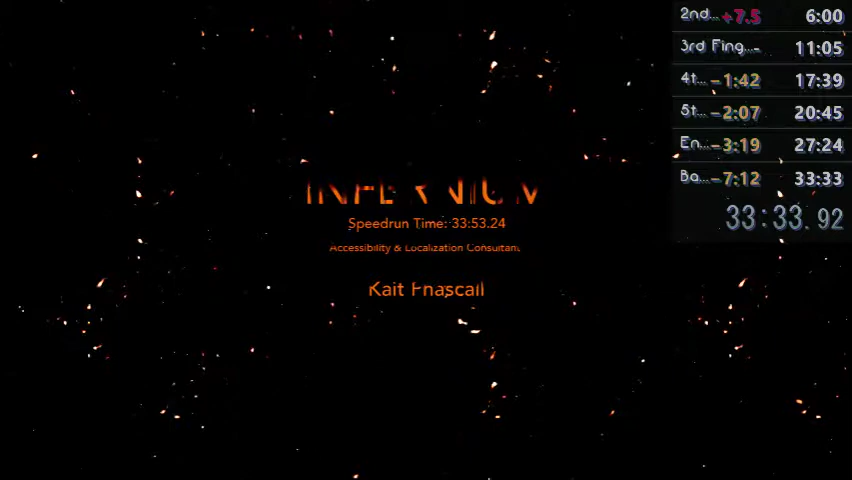 INFERNIUM
Speedrun Time: 33:53.24
Accessibility & Localization Consultant
Kait
2nd... +7.5 6:00
3rd Fing... - 11:05
4t... -1:42 17:39
5t... -2:07 20:45
En... -3:19 27:24
Ba... -7:12 33:33
33:33.92